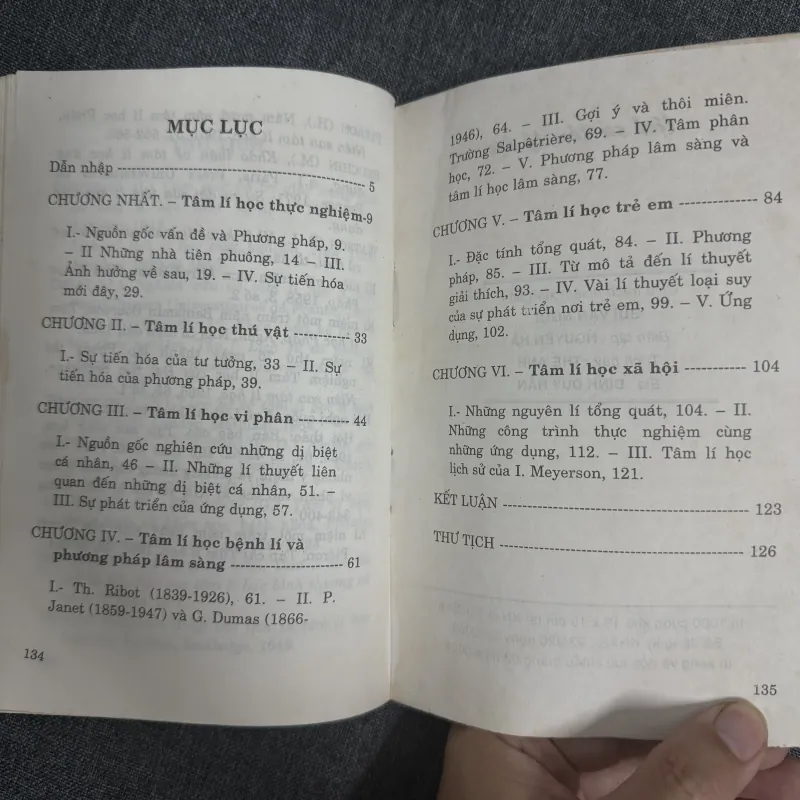 MỤC LỤC
Dẫn nhập ------------------------------------------------ 5
CHƯƠNG NHẤT. – Tâm lí học thực nghiệm-9
I.- Nguồn gốc vấn đề và Phương pháp, 9.
– II Những nhà tiên phuông, 14 – III.
Ảnh hưởng về sau, 19. – IV. Sự tiến hóa
mới đây, 29.
CHƯƠNG II. – Tâm lí học thú vật ------------ 33
I.- Sự tiến hóa của tư tưởng, 33 – II. Sự
tiến hóa của phương pháp, 39.
CHƯƠNG III. – Tâm lí học vi phân ----------- 44
I.- Nguồn gốc nghiên cứu những dị biệt
cá nhân, 46 – II. Những lí thuyết liên
quan đến những dị biệt cá nhân, 51. –
III. Sự phát triển của ứng dụng, 57.
CHƯƠNG IV. – Tâm lí học bệnh lí và
phương pháp lâm sàng ----------------------- 61
I.- Th. Ribot (1839-1926), 61. – II. P.
Janet (1859-1947) và G. Dumas (1866-
134
1946), 64. – III. Gợi ý và thôi miên.
Trường Salpêtrière, 69. – IV. Tâm phân
học, 72. – V. Phương pháp lâm sàng và
tâm lí học lâm sàng, 77.
CHƯƠNG V. – Tâm lí học trẻ em -------------- 84
I.- Đặc tính tổng quát, 84. – II. Phương
pháp, 85. – III. Từ mô tả đến lí thuyết
giải thích, 93. – IV. Vài lí thuyết loại suy
của sự phát triển nơi trẻ em, 99. – V. Ứng
dụng, 102.
CHƯƠNG VI. – Tâm lí học xã hội ------------ 104
I.- Những nguyên lí tổng quát, 104. – II.
Những công trình thực nghiệm cùng
những ứng dụng, 112. – III. Tâm lí học
lịch sử của I. Meyerson, 121.
KẾT LUẬN ------------------------------------------------ 123
THƯ TỊCH ------------------------------------------------ 126
135